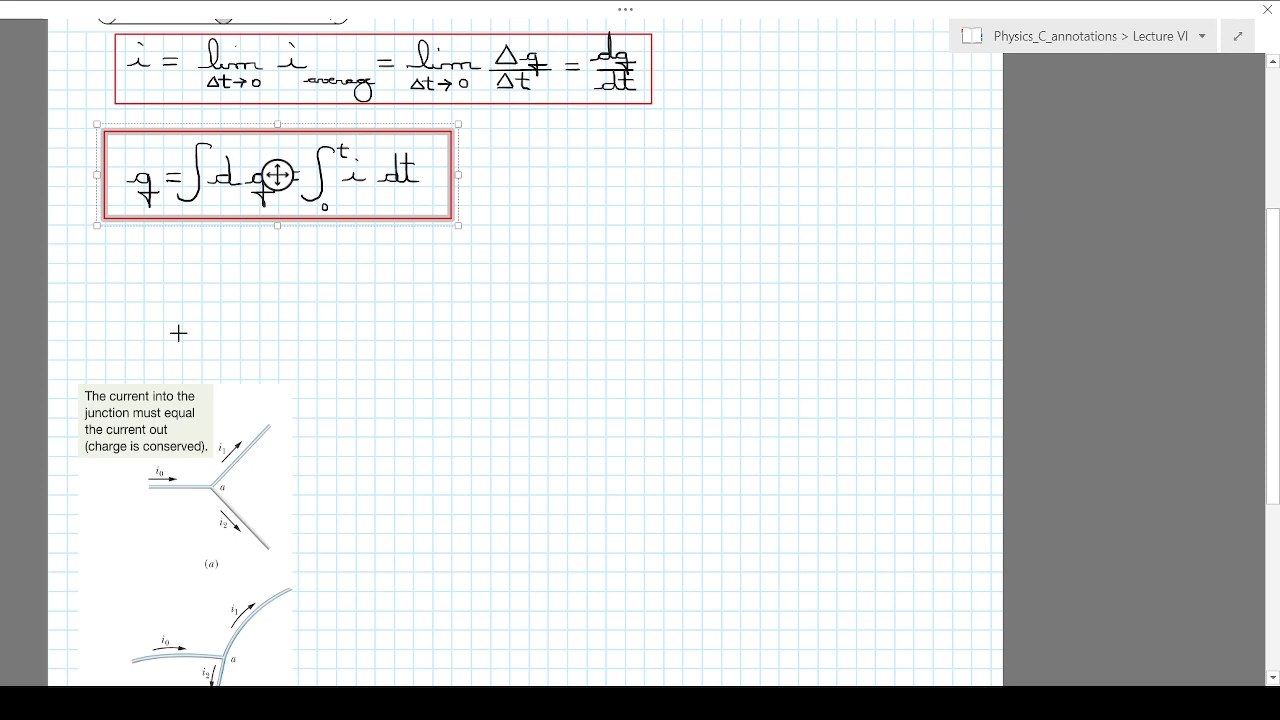 Physics_C_annotations > Lecture VI
i = lim Δt→0 i average = lim Δt→0 Δq/Δt = dq/dt
q = ∫ dq = ∫₀ᵗ i dt
+
The current into the
junction must equal
the current out
(charge is conserved).
i₁
i₀
a
i₂
(a)
i₁
i₀
a
i₂